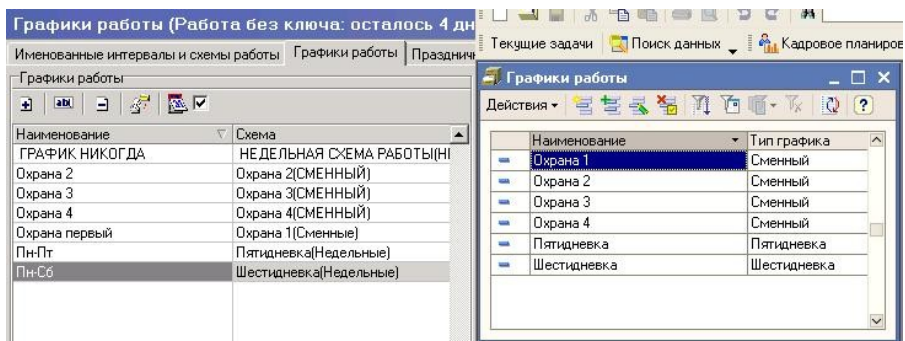 Графики работы (Работа без ключа: осталось 4 дн
Именованные интервалы и схемы работы Графики работы Празднич
Графики работы
Наименование Схема
ГРАФИК НИКОГДА НЕДЕЛЬНАЯ СХЕМА РАБОТЫ(НЕ
Охрана 2 Охрана 2(СМЕННЫЙ)
Охрана 3 Охрана 3(СМЕННЫЙ)
Охрана 4 Охрана 4(СМЕННЫЙ)
Охрана первый Охрана 1(Сменные)
Пн-Пт Пятидневка(Недельные)
Пн-Сб Шестидневка(Недельные)
Текущие задачи Поиск данных Кадровое планиров
Графики работы
Действия
Наименование Тип графика
Охрана 1 Сменный
Охрана 2 Сменный
Охрана 3 Сменный
Охрана 4 Сменный
Пятидневка Пятидневка
Шестидневка Шестидневка